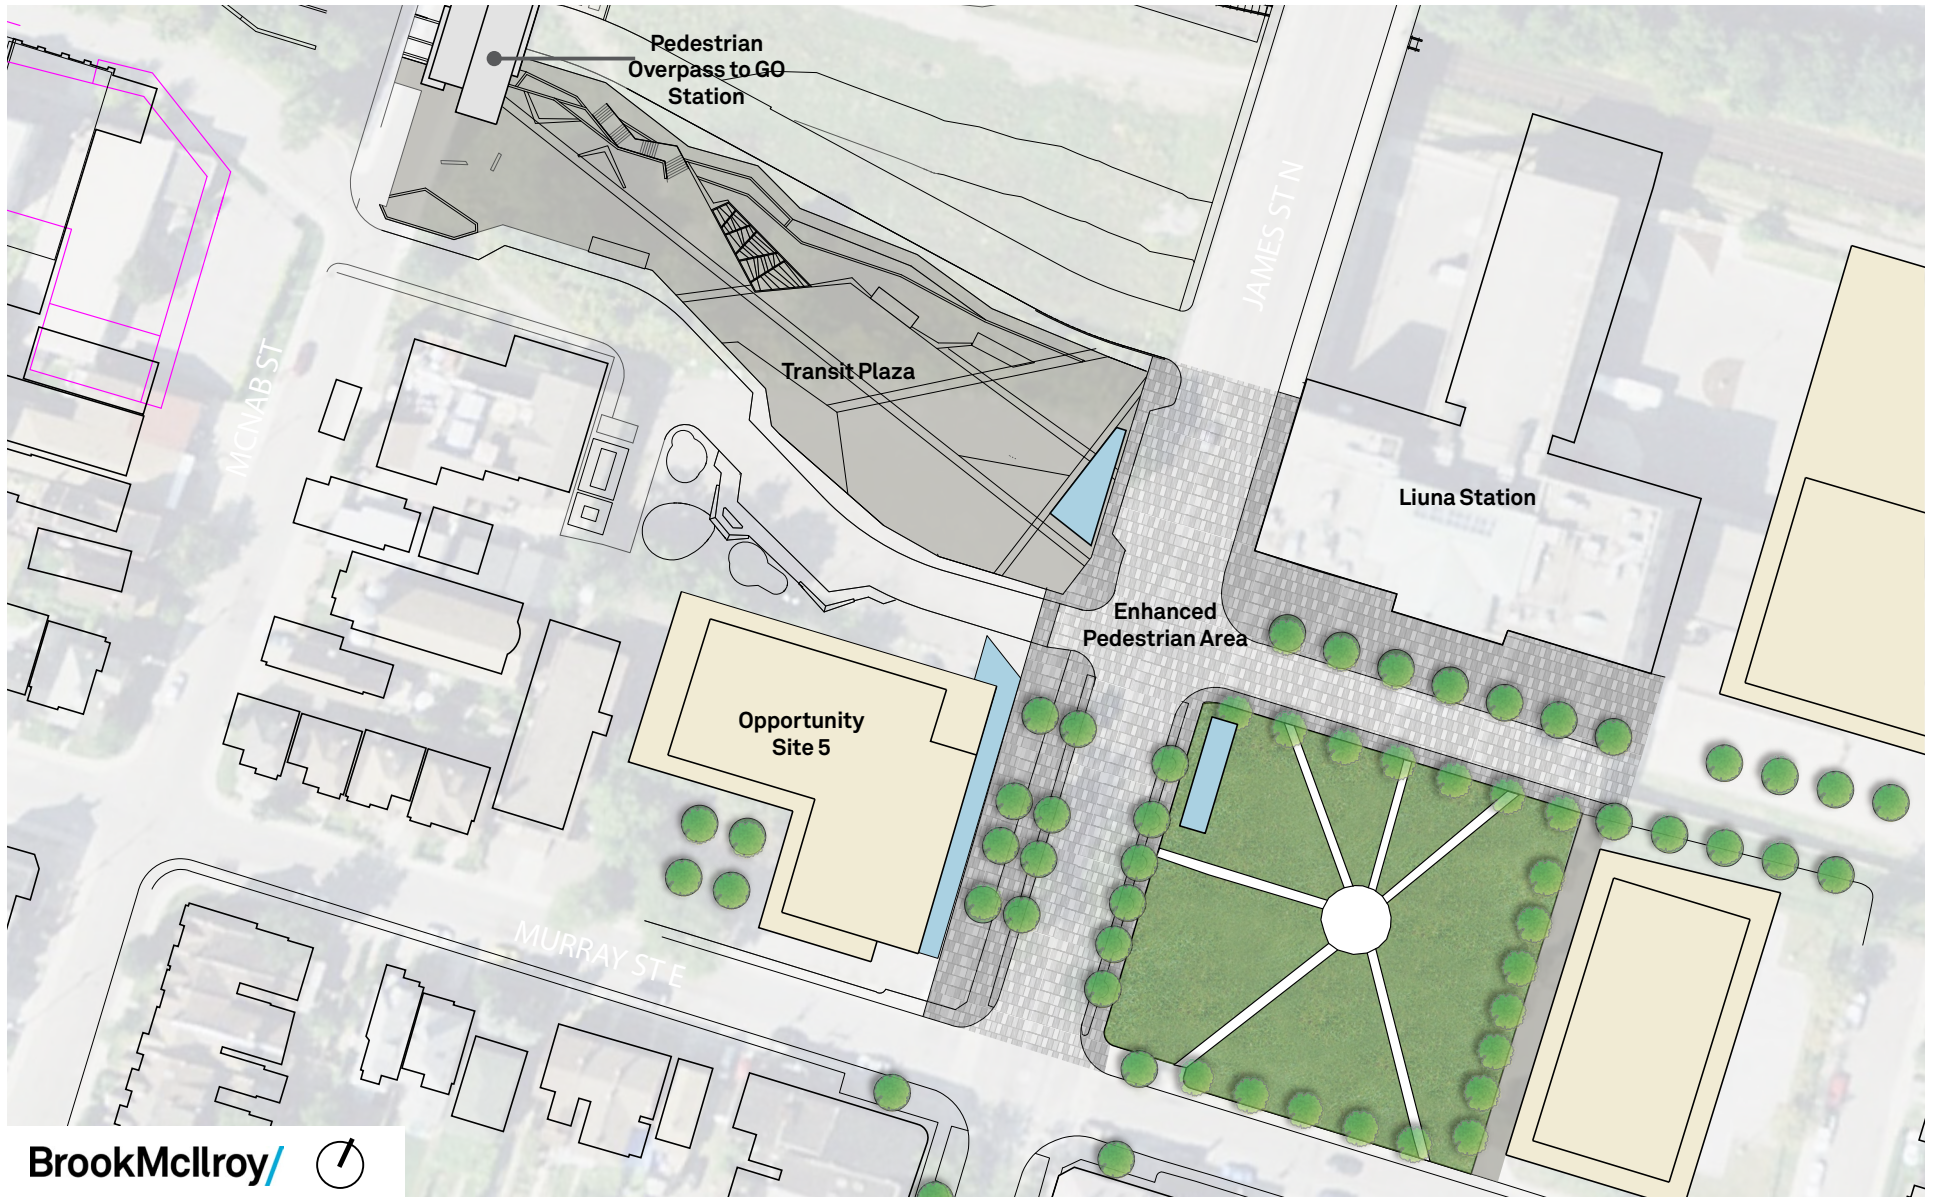 Pedestrian
Overpass to GO
Station
JAMES ST N
MCNAB ST
Transit Plaza
Liuna Station
Enhanced
Pedestrian Area
Opportunity
Site 5
MURRAY ST E
BrookMcIlroy/